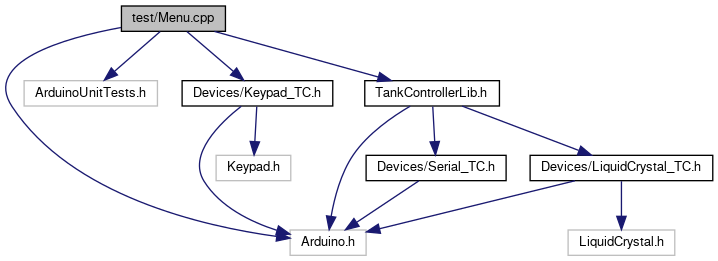 test/Menu.cpp
ArduinoUnitTests.h
Devices/Keypad_TC.h
TankControllerLib.h
Keypad.h
Devices/Serial_TC.h
Devices/LiquidCrystal_TC.h
Arduino.h
LiquidCrystal.h